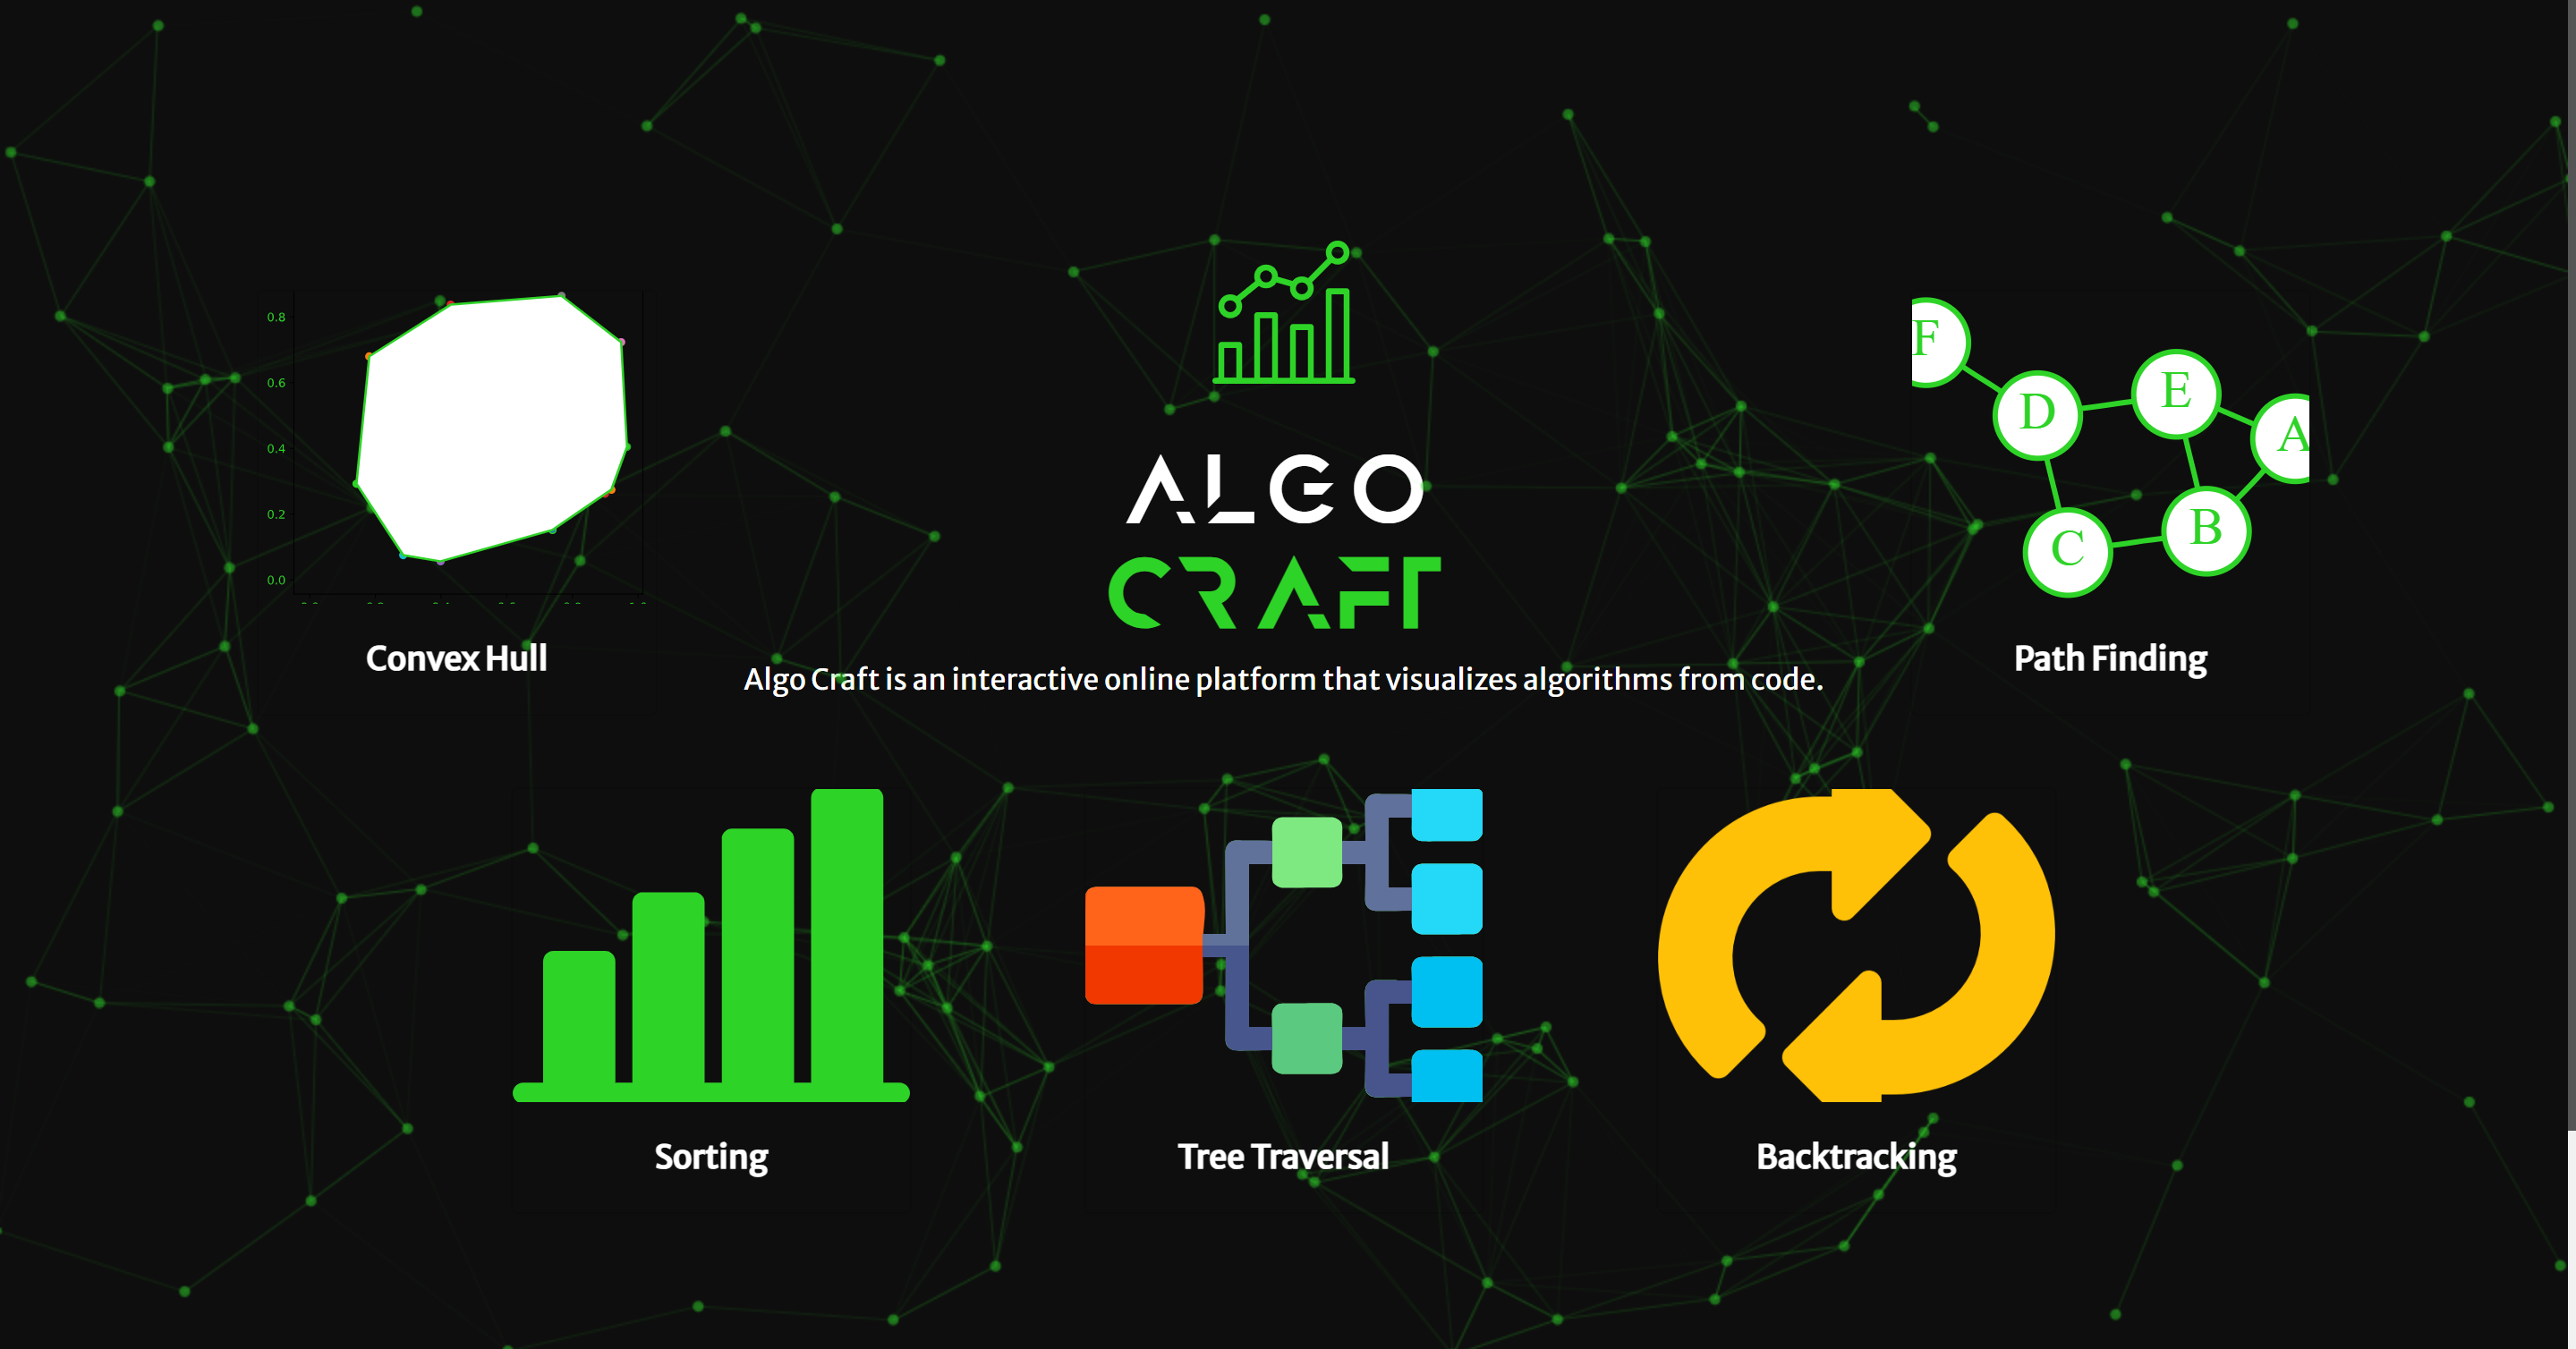 0.8
0.6
0.4
0.2
0.0
Convex Hull
ALGO
CRAFT
Algo Craft is an interactive online platform that visualizes algorithms from code.
F
D
E
A
C
B
Path Finding
Sorting
Tree Traversal
Backtracking